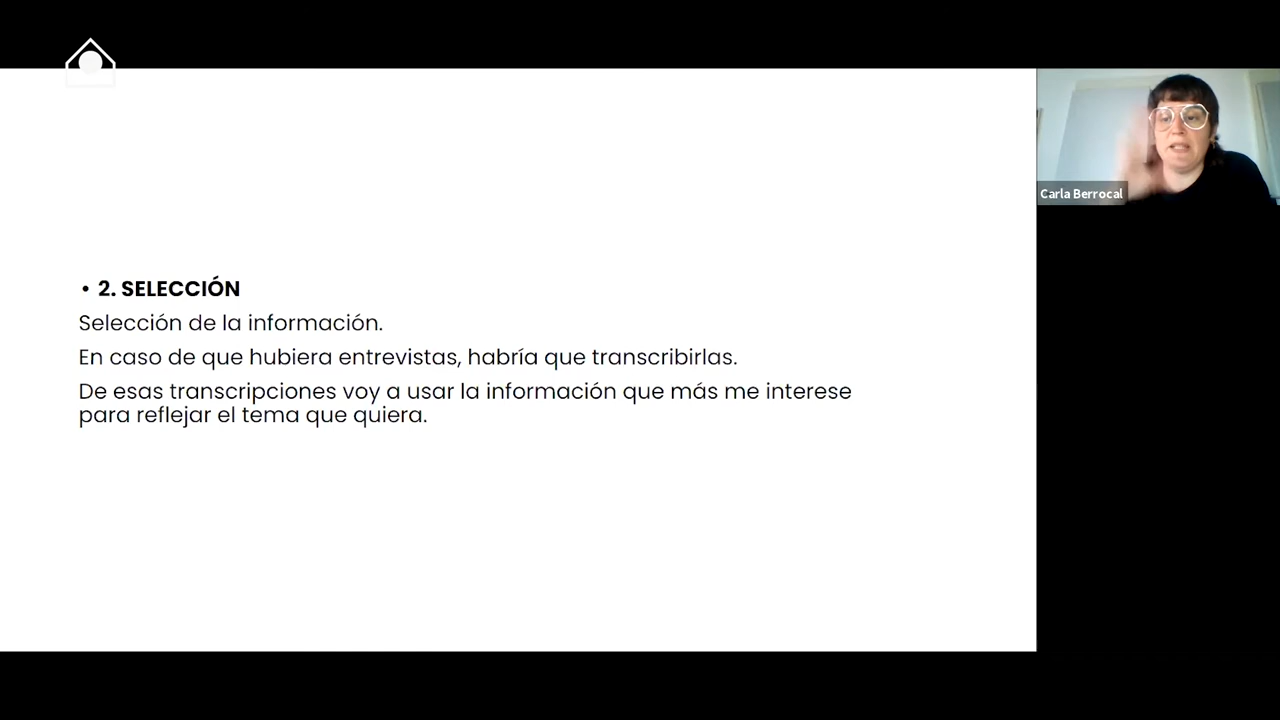 • 2. SELECCIÓN
Selección de la información.
En caso de que hubiera entrevistas, habría que transcribirlas.
De esas transcripciones voy a usar la información que más me interese
para reflejar el tema que quiera.
Carla Berrocal